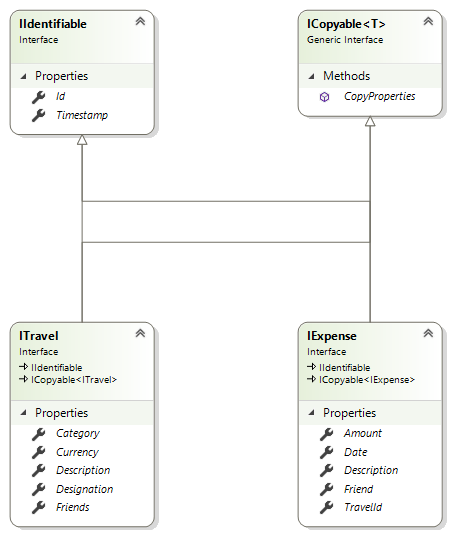 IIdentifiable
Interface
Properties
Id
Timestamp
ICopyable<T>
Generic Interface
Methods
CopyProperties
ITravel
Interface
IIdentifiable
ICopyable<ITravel>
Properties
Category
Currency
Description
Designation
Friends
IExpense
Interface
IIdentifiable
ICopyable<IExpense>
Properties
Amount
Date
Description
Friend
TravelId